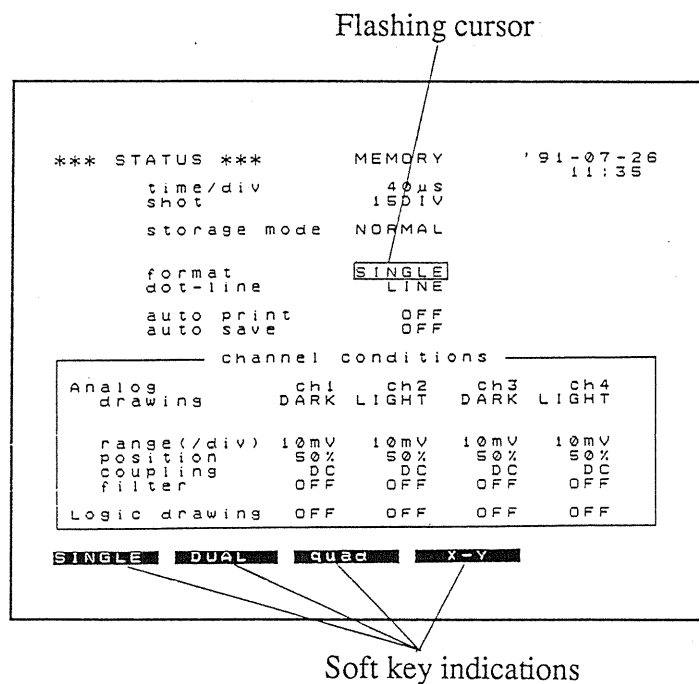 Flashing cursor
*** STATUS *** MEMORY '91-07-26
11:35
time/div 40µs
shot 15DIV
storage mode NORMAL
format SINGLE
dot-line LINE
auto print OFF
auto save OFF
channel conditions
Analog ch1 ch2 ch3 ch4
drawing DARK LIGHT DARK LIGHT
range(/div) 10mV 10mV 10mV 10mV
position 50% 50% 50% 50%
coupling DC DC DC DC
filter OFF OFF OFF OFF
Logic drawing OFF OFF OFF OFF
SINGLE DUAL quad X-Y
Soft key indications